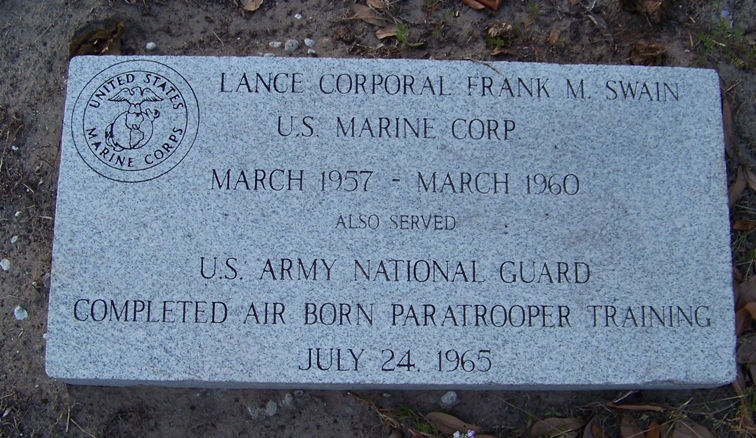 UNITED STATES
MARINE CORPS
LANCE CORPORAL FRANK M. SWAIN
U.S. MARINE CORP
MARCH 1957 - MARCH 1960
ALSO SERVED
U.S. ARMY NATIONAL GUARD
COMPLETED AIR BORN PARATROOPER TRAINING
JULY 24, 1965